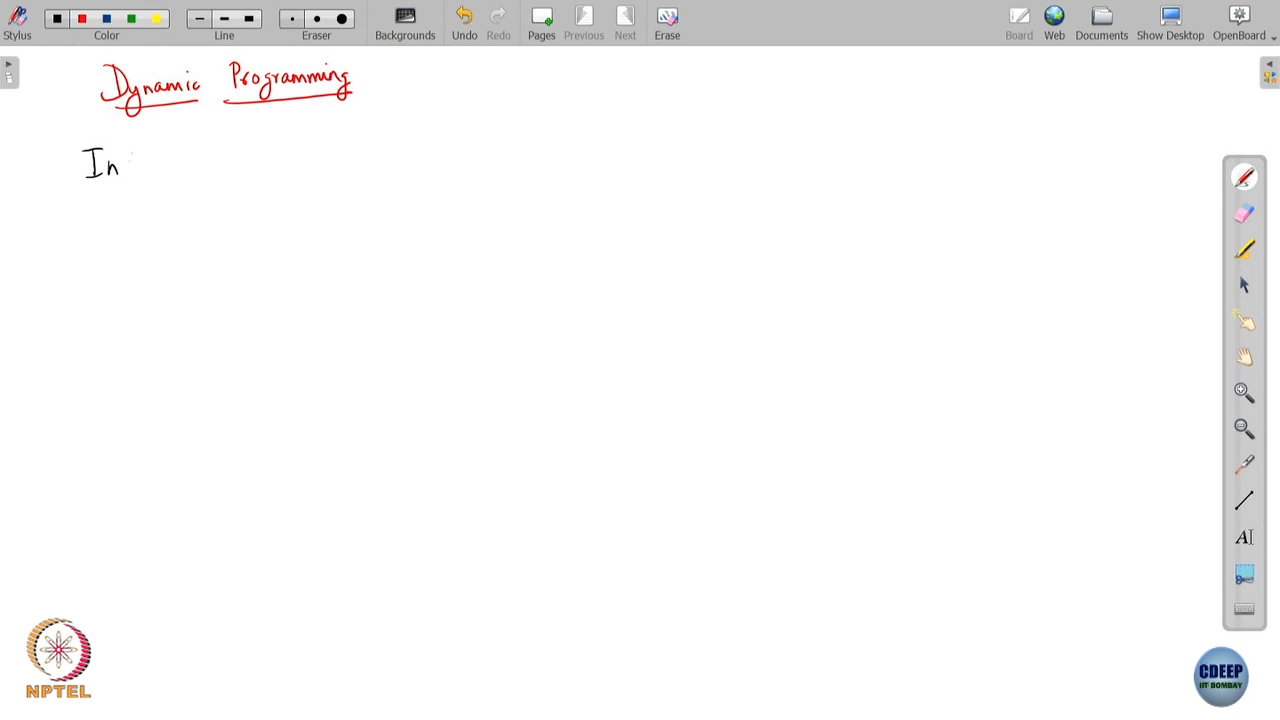 Stylus Color Line Eraser Backgrounds Undo Redo Pages Previous Next Erase Board Web Documents Show Desktop OpenBoard
Dynamic Programming
In
A
NPTEL
CDEEP
IIT BOMBAY